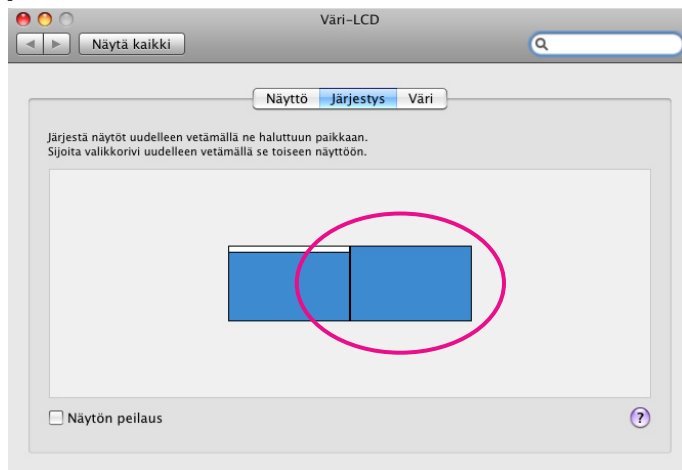 Väri-LCD
Näytä kaikki
Näyttö Järjestys Väri
Järjestä näytöt uudelleen vetämällä ne haluttuun paikkaan.
Sijoita valikkorivi uudelleen vetämällä se toiseen näyttöön.
Näytön peilaus ?